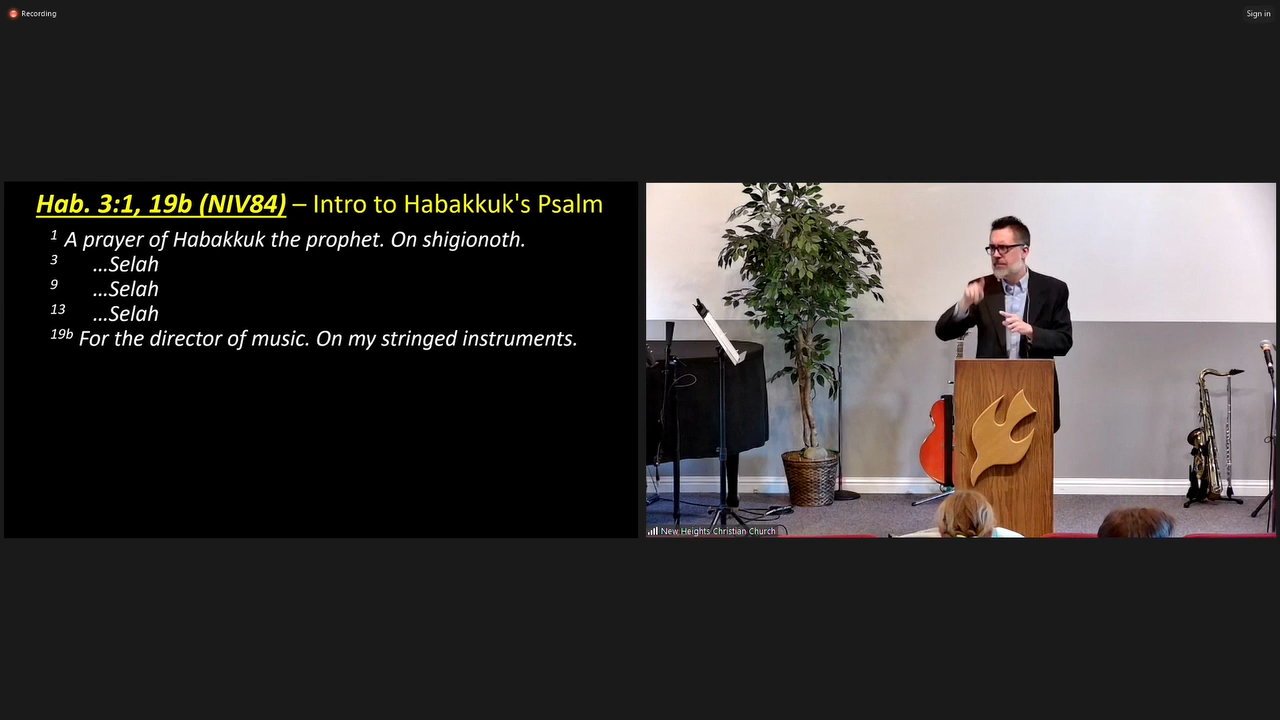 Recording
Sign in
Hab. 3:1, 19b (NIV84) – Intro to Habakkuk's Psalm
1 A prayer of Habakkuk the prophet. On shigionoth.
3 ...Selah
9 ...Selah
13 ...Selah
19b For the director of music. On my stringed instruments.
New Heights Christian Church